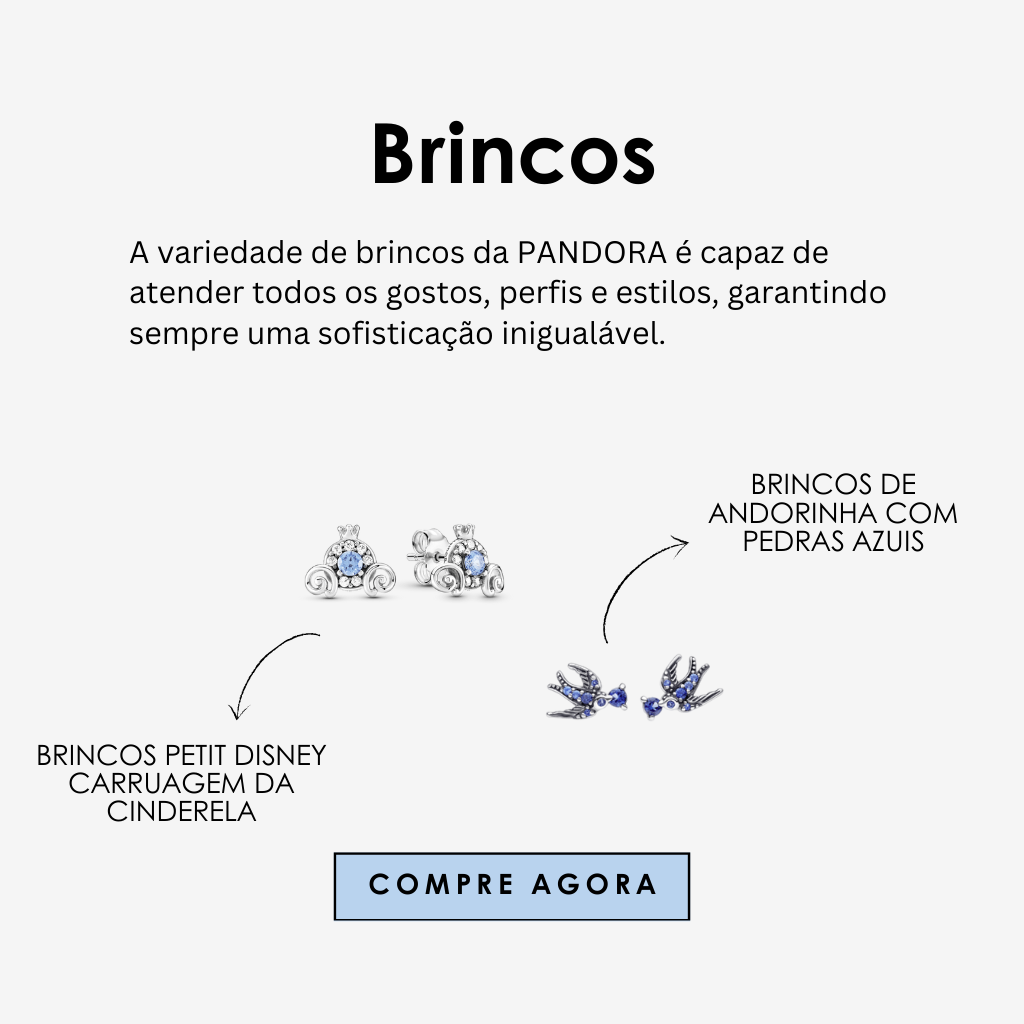 Brincos
A variedade de brincos da PANDORA é capaz de
atender todos os gostos, perfis e estilos, garantindo
sempre uma sofisticação inigualável.
BRINCOS DE
ANDORINHA COM
PEDRAS AZUIS
BRINCOS PETIT DISNEY
CARRUAGEM DA
CINDERELA
COMPRE AGORA